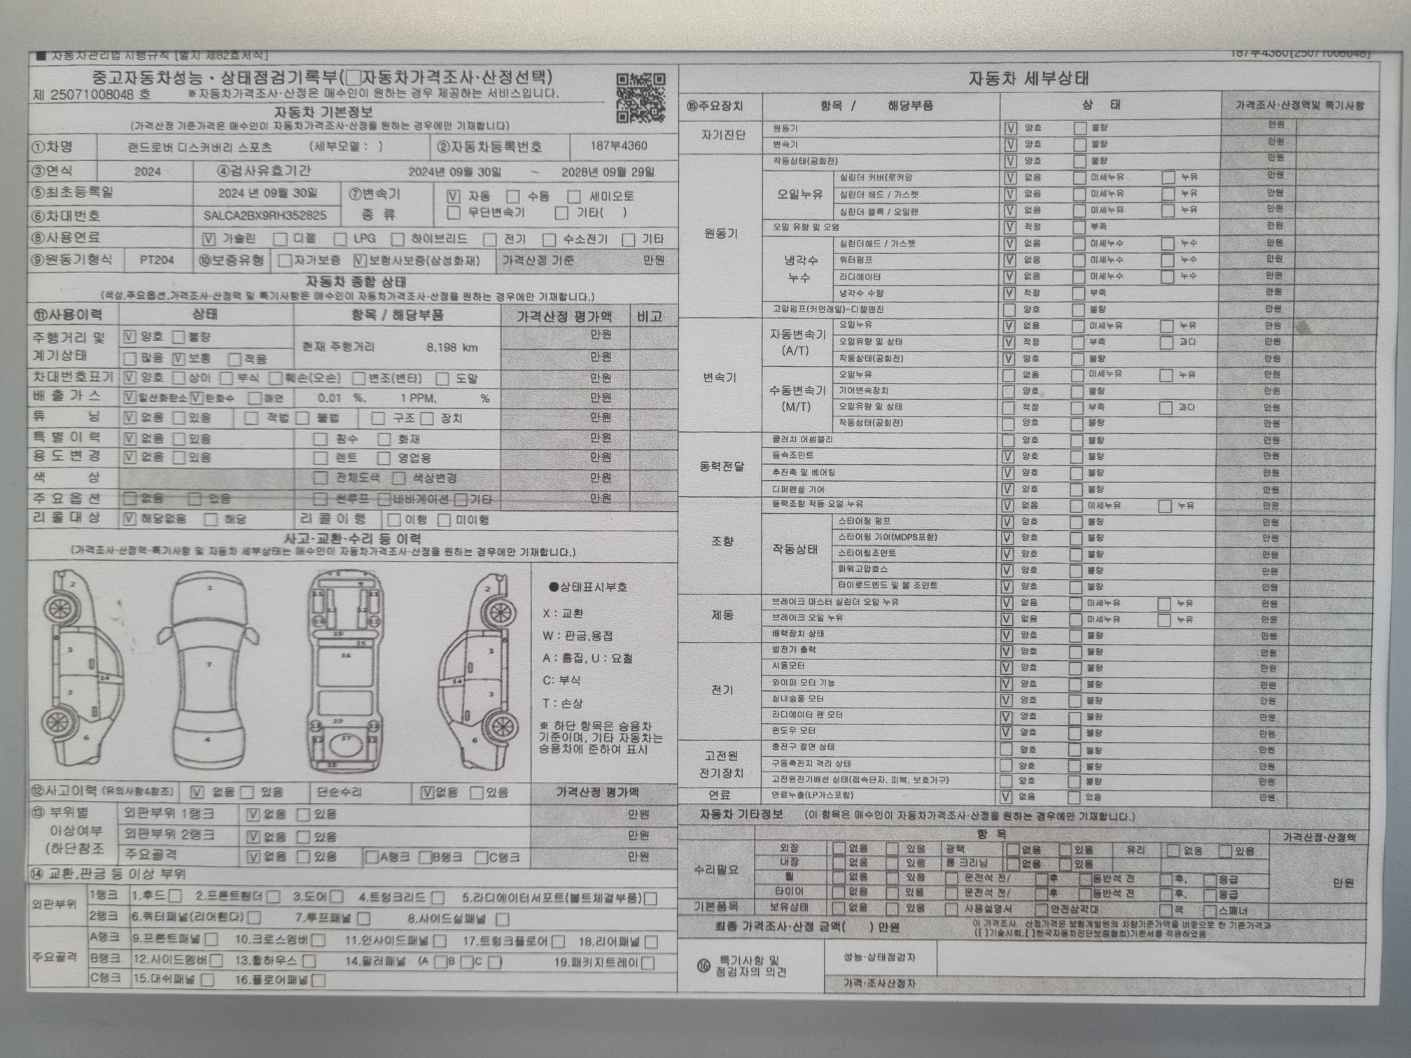 ■ 자동차관리법 시행규칙 [별지 제82호서식]
187부4360[25071008048]
중고자동차성능 · 상태점검기록부(□자동차가격조사·산정선택)
제 25071008048 호 ※자동차가격조사·산정은 매수인이 원하는 경우 제공하는 서비스입니다.
자동차 기본정보
(가격산정 기준가격은 매수인이 자동차가격조사·산정을 원하는 경우에만 기재합니다)
①차명 랜드로버 디스커버리 스포츠 (세부모델 : ) ②자동차등록번호 187부4360
③연식 2024 ④검사유효기간 2024년 09월 30일 ~ 2028년 09월 29일
⑤최초등록일 2024 년 09월 30일 ⑦변속기 종 류 V 자동 □ 수동 □ 세미오토
⑥차대번호 SALCA2BX9RH352825 □ 무단변속기 □ 기타( )
⑧사용연료 V 가솔린 □ 디젤 □ LPG □ 하이브리드 □ 전기 □ 수소전기 □ 기타
⑨원동기형식 PT204 ⑩보증유형 □자가보증 V보험사보증(삼성화재) 가격산정 기준 만원
자동차 종합 상태
(색상,주요옵션,가격조사·산정액 및 특기사항은 매수인이 자동차가격조사·산정을 원하는 경우에만 기재합니다.)
⑪사용이력 상태 항목 / 해당부품 가격산정 평가액 비고
주행거리 및 계기상태 V 양호 □ 불량 현재 주행거리 8,198 km 만원
□ 많음 V 보통 □ 적음 만원
차대번호표기 V 양호 □ 상이 □ 부식 □ 훼손(오손) □ 변조(변타) □ 도말 만원
배 출 가 스 V 일산화탄소 V 탄화수 □ 매연 0.01 %, 1 PPM, % 만원
튜 닝 V 없음 □ 있음 □ 적법 □ 불법 □ 구조 □ 장치 만원
특 별 이 력 V 없음 □ 있음 □ 침수 □ 화재 만원
용 도 변 경 V 없음 □ 있음 □ 렌트 □ 영업용 만원
색 상 □ 전체도색 □ 색상변경 만원
주 요 옵 션 □ 없음 □ 있음 □ 썬루프 □ 네비게이션 □ 기타 만원
리 콜 대 상 V 해당없음 □ 해당 리 콜 이 행 □ 이행 □ 미이행
사고·교환·수리 등 이력
(가격조사·산정액·특기사항 및 자동차 세부상태는 매수인이 자동차가격조사·산정을 원하는 경우에만 기재합니다.)
●상태표시부호
X : 교환
W : 판금,용접
A : 흠집, U : 요철
C: 부식
T : 손상
※ 하단 항목은 승용차
기준이며, 기타 자동차는
승용차에 준하여 표시
⑫사고이력 (유의사항4참조) V 없음 □ 있음 단순수리 V없음 □ 있음 가격산정 평가액
⑬ 부위별 이상여부 (하단참조 외판부위 1랭크 V 없음 □ 있음 만원
외판부위 2랭크 V 없음 □ 있음 만원
주요골격 V 없음 □ 있음 □A랭크 □B랭크 □C랭크 만원
⑭ 교환,판금 등 이상 부위
외판부위 1랭크 1.후드□ 2.프론트휀더□ 3.도어□ 4.트렁크리드□ 5.라디에이터서포트(볼트체결부품)□
2랭크 6.쿼터패널(리어휀다)□ 7.루프패널□ 8.사이드실패널□
주요골격 A랭크 9.프론트패널□ 10.크로스멤버□ 11.인사이드패널□ 17.트렁크플로어□ 18.리어패널□
B랭크 12.사이드멤버□ 13.휠하우스□ 14.필러패널 (A □B □C □) 19.패키지트레이□
C랭크 15.대쉬패널□ 16.플로어패널□
자동차 세부상태
⑮주요장치 항목 / 해당부품 상 태 가격조사·산정액및 특기사항
자기진단 원동기 V 양호 □ 불량 만원
변속기 V 양호 □ 불량 만원
원동기 작동상태(공회전) V 양호 □ 불량 만원
오일누유 실린더 커버(로커암 V 없음 □ 미세누유 □ 누유 만원
실린더 헤드 / 가스켓 V 없음 □ 미세누유 □ 누유 만원
실린더 블록 / 오일팬 V 없음 □ 미세누유 □ 누유 만원
오일 유량 및 오염 V 적정 □ 부족 만원
냉각수 누수 실린더헤드 / 가스켓 V 없음 □ 미세누수 □ 누수 만원
워터펌프 V 없음 □ 미세누수 □ 누수 만원
라디에이터 V 없음 □ 미세누수 □ 누수 만원
냉각수 수량 V 적정 □ 부족 만원
고압펌프(커먼레일)-디젤엔진 □ 양호 □ 불량 만원
변속기 자동변속기 (A/T) 오일누유 V 없음 □ 미세누유 □ 누유 만원
오일유량 및 상태 V 적정 □ 부족 □ 과다 만원
작동상태(공회전) V 양호 □ 불량 만원
수동변속기 (M/T) 오일누유 □ 없음 □ 미세누유 □ 누유 만원
기어변속장치 □ 양호 □ 불량 만원
오일유량 및 상태 □ 적정 □ 부족 □ 과다 만원
작동상태(공회전) □ 양호 □ 불량 만원
동력전달 클러치 어셈블리 □ 양호 □ 불량 만원
등속조인트 V 양호 □ 불량 만원
추진축 및 베어링 V 양호 □ 불량 만원
디퍼렌셜 기어 V 양호 □ 불량 만원
조향 동력조향 작동 오일 누유 V 없음 □ 미세누유 □ 누유 만원
작동상태 스티어링 펌프 V 양호 □ 불량 만원
스티어링 기어(MDPS포함) V 양호 □ 불량 만원
스티어링조인트 V 양호 □ 불량 만원
파워고압호스 V 양호 □ 불량 만원
타이로드엔드 및 볼 조인트 V 양호 □ 불량 만원
제동 브레이크 마스터 실린더 오일 누유 V 없음 □ 미세누유 □ 누유 만원
브레이크 오일 누유 V 없음 □ 미세누유 □ 누유 만원
배력장치 상태 V 양호 □ 불량 만원
전기 발전기 출력 V 양호 □ 불량 만원
시동모터 V 양호 □ 불량 만원
와이퍼 모터 기능 V 양호 □ 불량 만원
실내송풍 모터 V 양호 □ 불량 만원
라디에이터 팬 모터 V 양호 □ 불량 만원
윈도우 모터 V 양호 □ 불량 만원
고전원 전기장치 충전구 절연 상태 □ 양호 □ 불량 만원
구동축전지 격리 상태 □ 양호 □ 불량 만원
고전원전기배선 상태(접속단자, 피복, 보호기구) □ 양호 □ 불량 만원
연료 연료누출(LP가스포함) V 없음 □ 있음 만원
자동차 기타정보 (이 항목은 매수인이 자동차가격조사·산정을 원하는 경우에만 기재합니다.)
항 목 가격산정·산정액
수리필요 외장 □ 없음 □ 있음 광택 □ 없음 □ 있음 유리 □ 없음 □ 있음
내장 □ 없음 □ 있음 룸 크리닝 □ 없음 □ 있음
휠 □ 없음 □ 있음 □ 운전석 전/ □후 □동반석 전 □후, □응급 만원
타이어 □ 없음 □ 있음 □ 운전석 전/ □후 □동반석 전 □후, □응급
기본품목 보유상태 □ 없음 □ 있음 □ 사용설명서 □안전삼각대 □잭 □스패너
최종 가격조사·산정 금액( ) 만원 이 가격조사, 산정가격은 보험개발원의 차량기준가액을 바탕으로 한 기준가격과
([ ]기술사회,[ ]한국자동차진단보증협회)기준서를 적용하였음
⑯ 특기사항 및 점검자의 의견 성능·상태점검자
가격·조사산정자